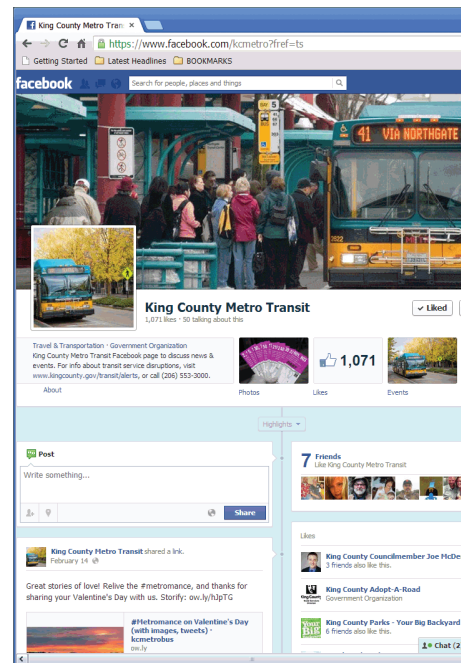 King County Metro Tran
https://www.facebook.com/kcmetro?fref=ts
Getting Started Latest Headlines BOOKMARKS
facebook
Search for people, places and things
BAY 5
41 VIA NORTHGATE
King County Metro Transit
1,071 likes · 50 talking about this
Liked
Travel & Transportation · Government Organization
King County Metro Transit Facebook page to discuss news &
events. For info about transit service disruptions, visit
www.kingcounty.gov/transit/alerts, or call (206) 553-3000.
About
1,071
Photos
Likes
Events
Highlights
Post
Write something...
Share
7 Friends
Like King County Metro Transit
King County Metro Transit shared a link.
February 14
Great stories of love! Relive the #metromance, and thanks for
sharing your Valentine's Day with us. Storify: ow.ly/hJpTG
#Metromance on Valentine's Day
(with images, tweets) ·
kcmetrobus
ow.ly
Likes
King County Councilmember Joe McDe
3 friends also like this.
King County Adopt-A-Road
Government Organization
King County Parks - Your Big Backyard
6 friends also like this.
Chat (2